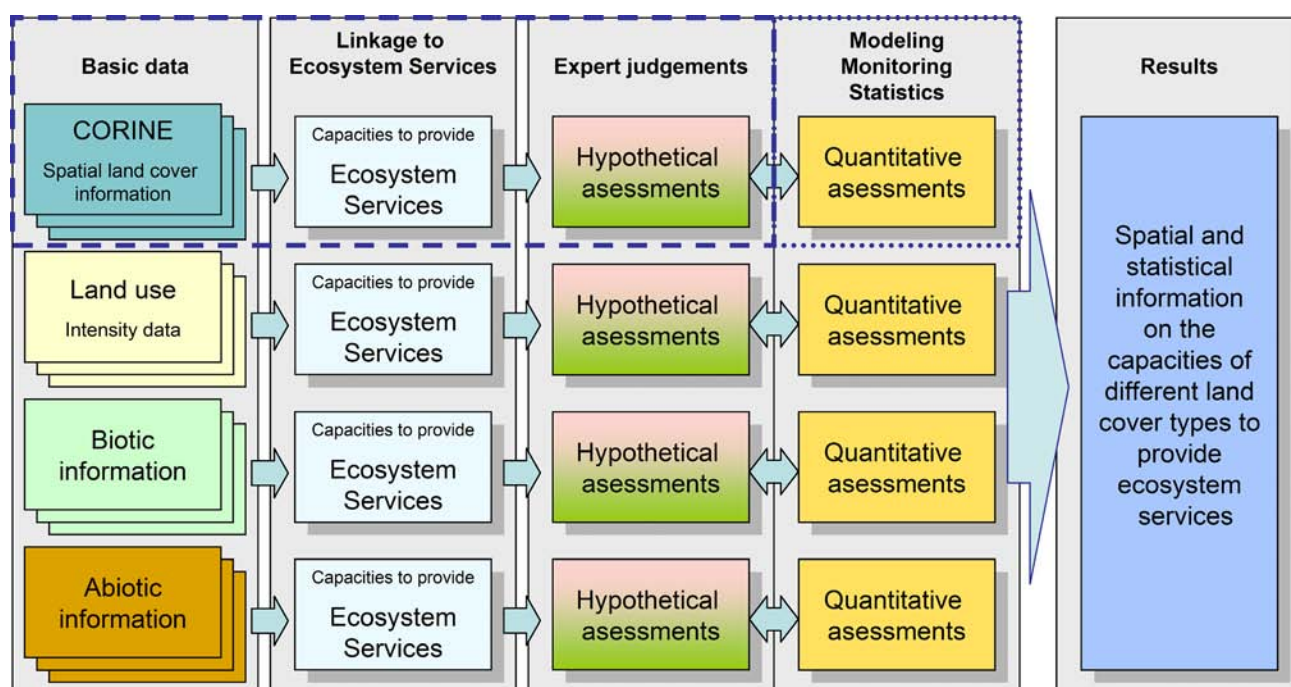 Basic data
Linkage to
Ecosystem Services
Expert judgements
Modeling
Monitoring
Statistics
Results
CORINE
Spatial land cover
information
Capacities to provide
Ecosystem
Services
Hypothetical
asessments
Quantitative
asessments
Land use
Intensity data
Capacities to provide
Ecosystem
Services
Hypothetical
asessments
Quantitative
asessments
Biotic
information
Capacities to provide
Ecosystem
Services
Hypothetical
asessments
Quantitative
asessments
Abiotic
information
Capacities to provide
Ecosystem
Services
Hypothetical
asessments
Quantitative
asessments
Spatial and
statistical
information
on the
capacities of
different land
cover types to
provide
ecosystem
services